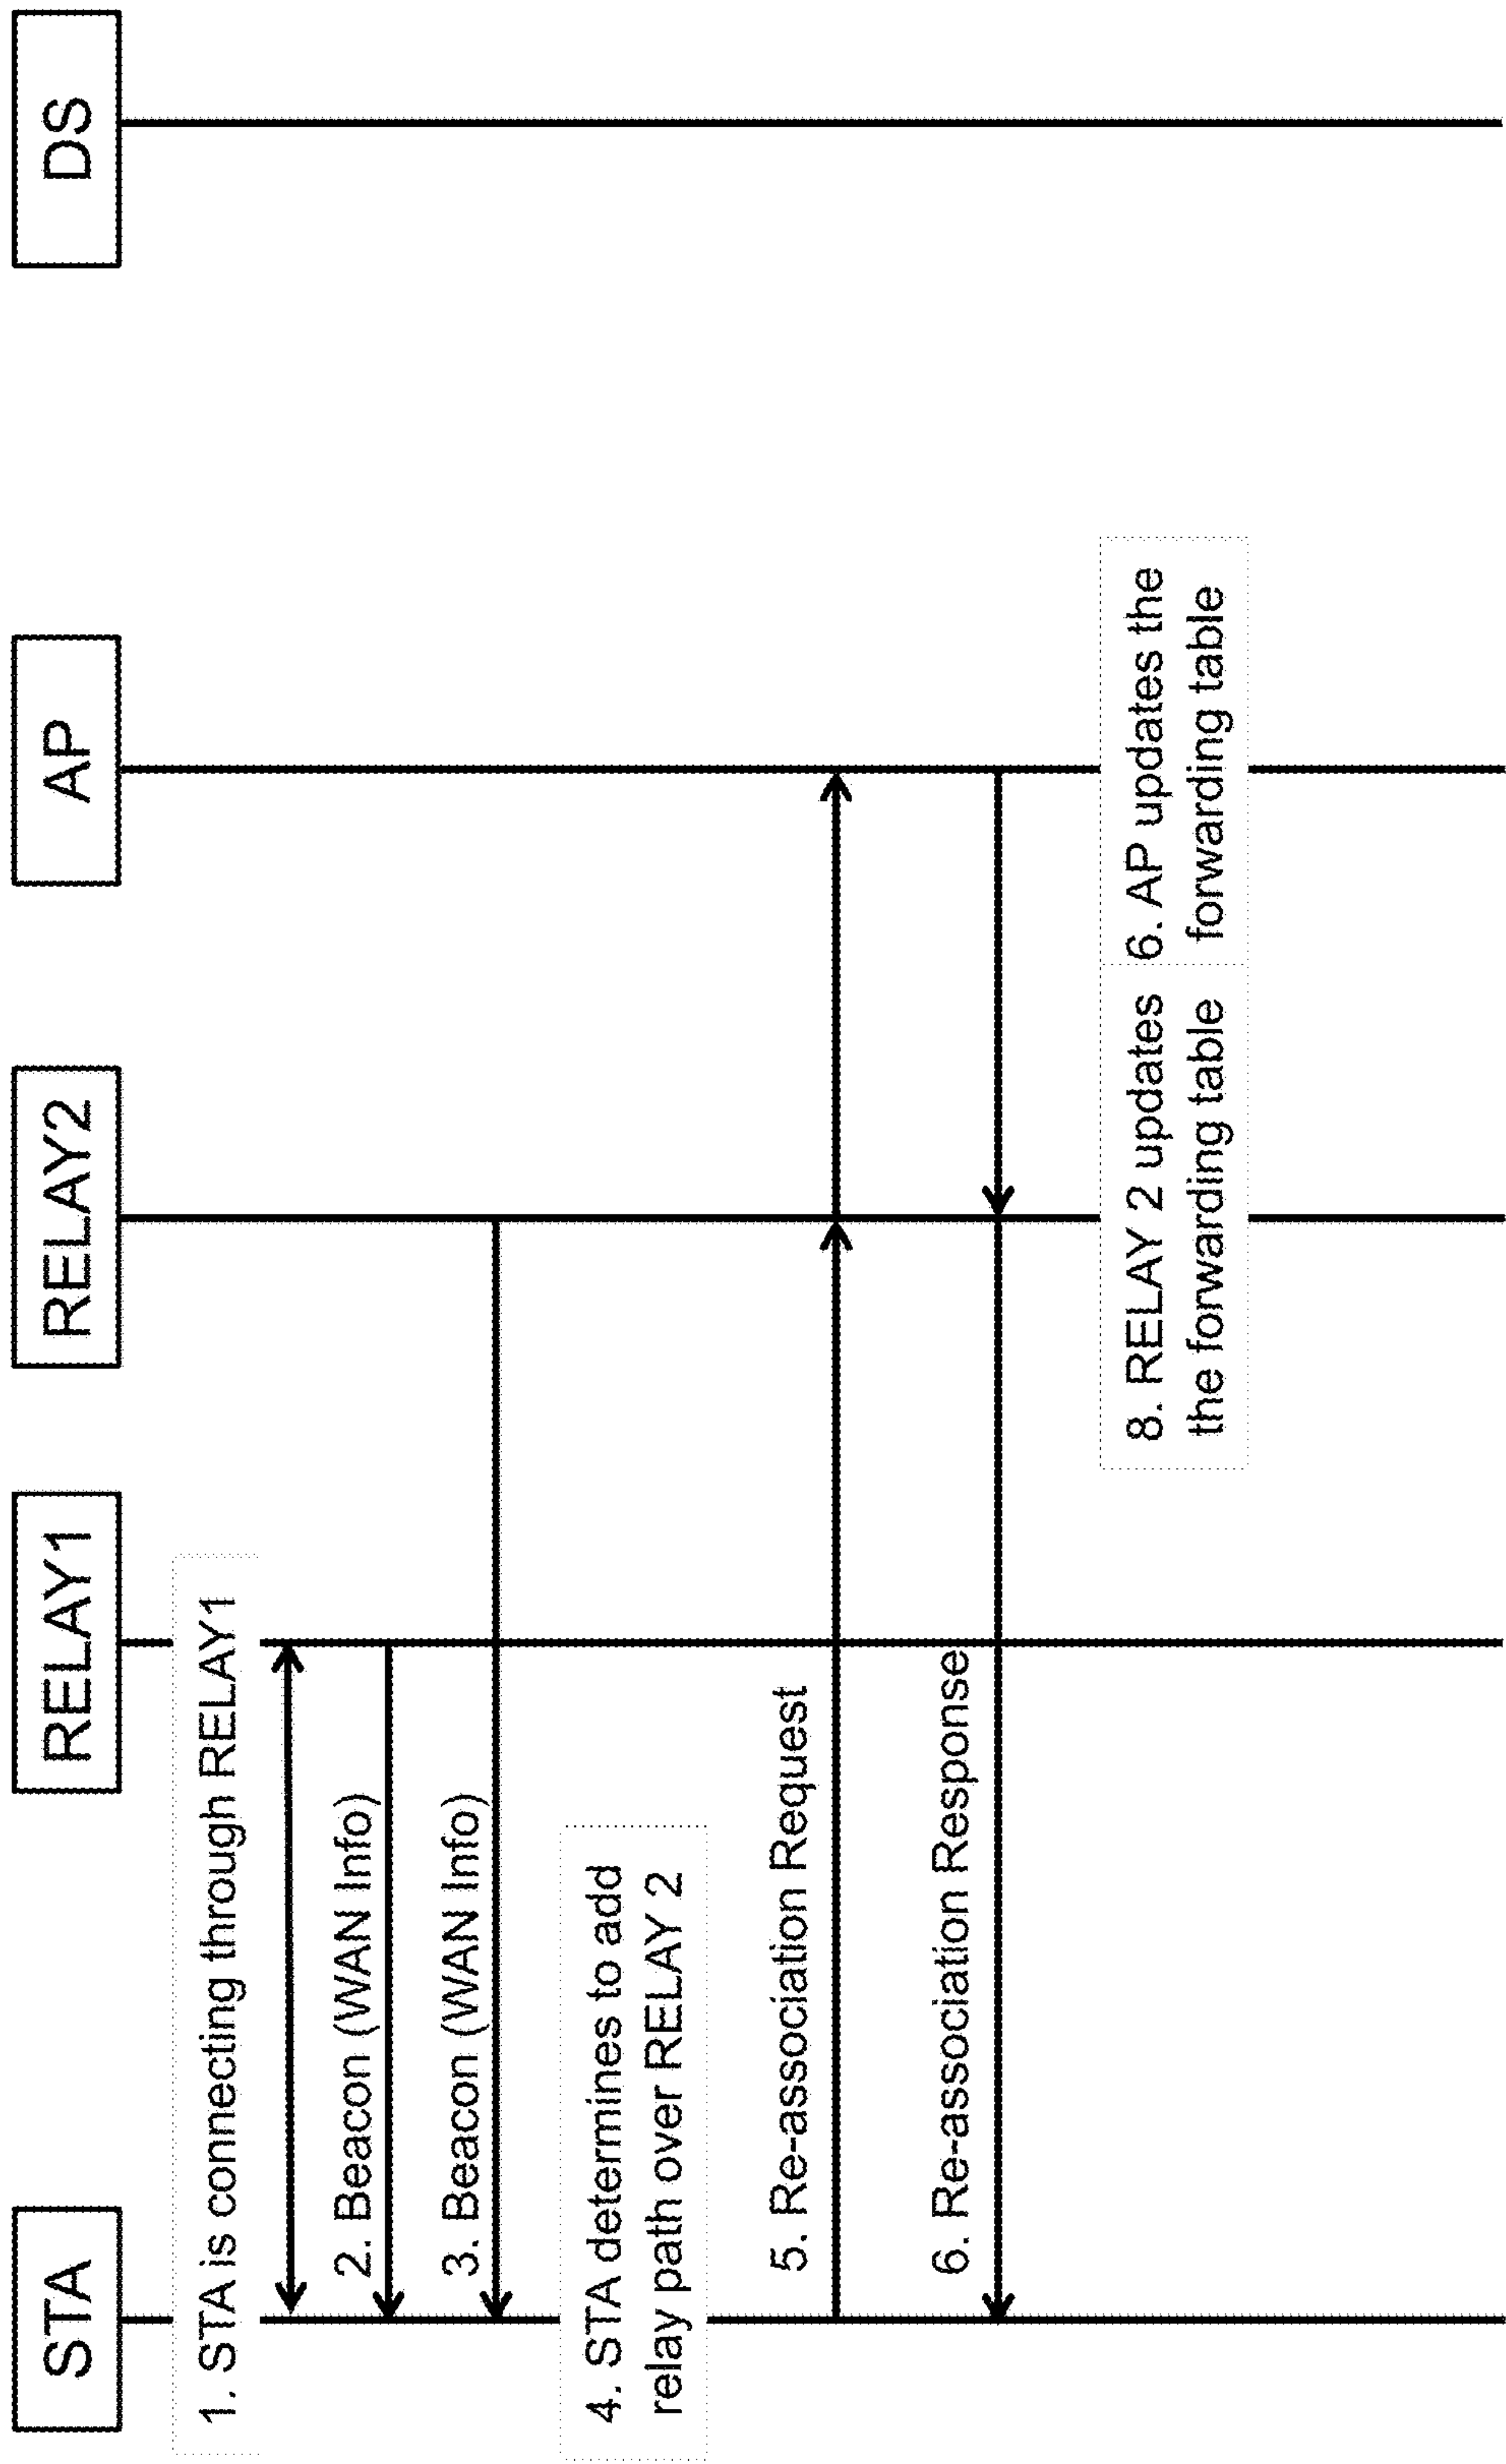 STA
RELAY1
RELAY2
AP
DS
1. STA is connecting through RELAY1
2. Beacon (WAN Info)
3. Beacon (WAN Info)
4. STA determines to add
relay path over RELAY 2
5. Re-association Request
6. Re-association Response
8. RELAY 2 updates
the forwarding table
6. AP updates the
forwarding table